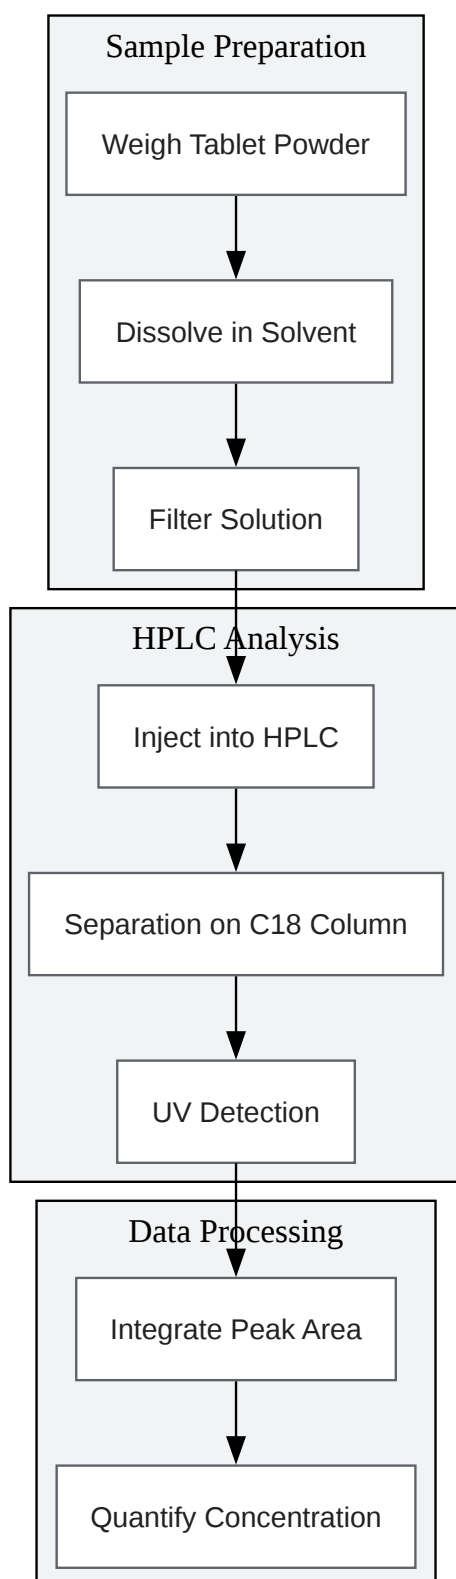 Sample Preparation
Weigh Tablet Powder
Dissolve in Solvent
Filter Solution
HPLC Analysis
Inject into HPLC
Separation on C18 Column
UV Detection
Data Processing
Integrate Peak Area
Quantify Concentration